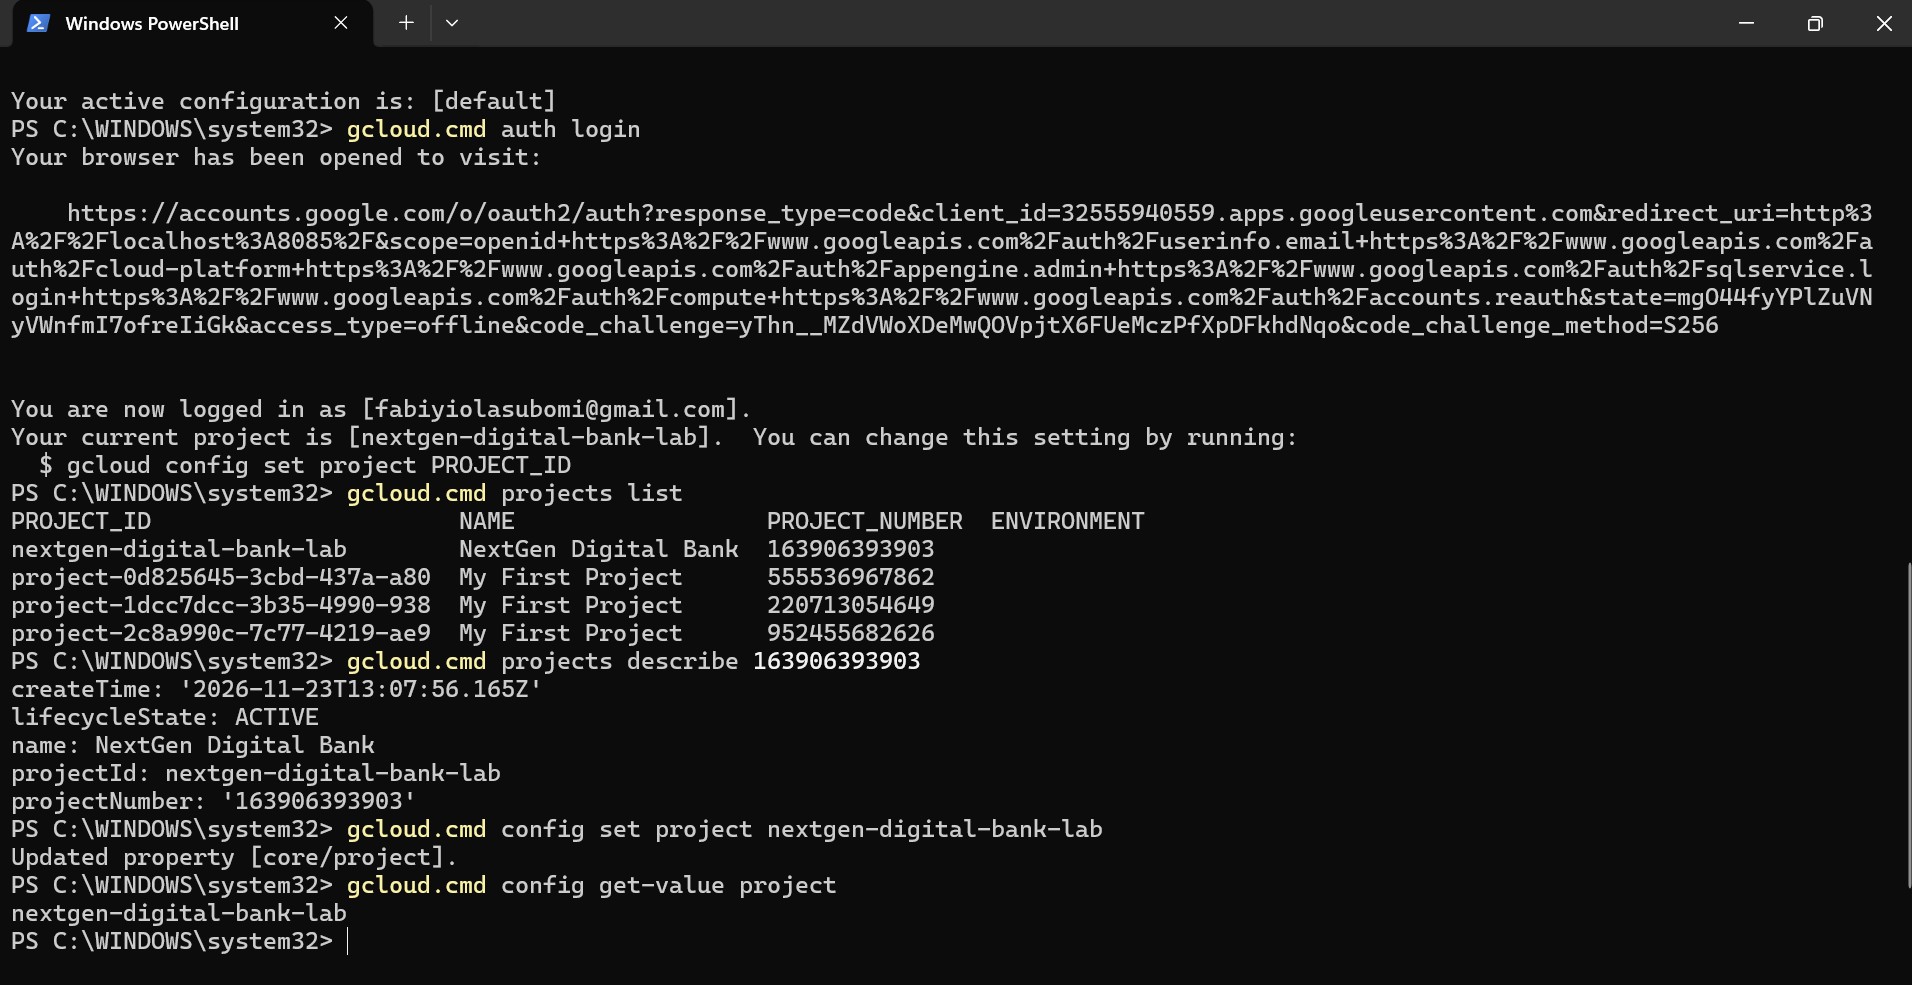 Windows PowerShell
Your active configuration is: [default]
PS C:\WINDOWS\system32> gcloud.cmd auth login
Your browser has been opened to visit:
https://accounts.google.com/o/oauth2/auth?response_type=code&client_id=32555940559.apps.googleusercontent.com&redirect_uri=http%3
A%2F%2Flocalhost%3A8085%2F&scope=openid+https%3A%2F%2Fwww.googleapis.com%2Fauth%2Fuserinfo.email+https%3A%2F%2Fwww.googleapis.com%2Fa
uth%2Fcloud-platform+https%3A%2F%2Fwww.googleapis.com%2Fauth%2Fappengine.admin+https%3A%2F%2Fwww.googleapis.com%2Fauth%2Fsqlservice.l
ogin+https%3A%2F%2Fwww.googleapis.com%2Fauth%2Fcompute+https%3A%2F%2Fwww.googleapis.com%2Fauth%2Faccounts.reauth&state=mgO44fyYPlZuVN
yVWnfmI7ofreIiGk&access_type=offline&code_challenge=yThn__MZdVWoXDeMwQOVpjtX6FUeMczPfXpDFkhdNqo&code_challenge_method=S256
You are now logged in as [fabiyiolasubomi@gmail.com].
Your current project is [nextgen-digital-bank-lab].  You can change this setting by running:
$ gcloud config set project PROJECT_ID
PS C:\WINDOWS\system32> gcloud.cmd projects list
PROJECT_ID NAME PROJECT_NUMBER ENVIRONMENT
nextgen-digital-bank-lab NextGen Digital Bank 163906393903
project-0d825645-3cbd-437a-a80 My First Project 555536967862
project-1dcc7dcc-3b35-4990-938 My First Project 220713054649
project-2c8a990c-7c77-4219-ae9 My First Project 952455682626
PS C:\WINDOWS\system32> gcloud.cmd projects describe 163906393903
createTime: '2026-11-23T13:07:56.165Z'
lifecycleState: ACTIVE
name: NextGen Digital Bank
projectId: nextgen-digital-bank-lab
projectNumber: '163906393903'
PS C:\WINDOWS\system32> gcloud.cmd config set project nextgen-digital-bank-lab
Updated property [core/project].
PS C:\WINDOWS\system32> gcloud.cmd config get-value project
nextgen-digital-bank-lab
PS C:\WINDOWS\system32>